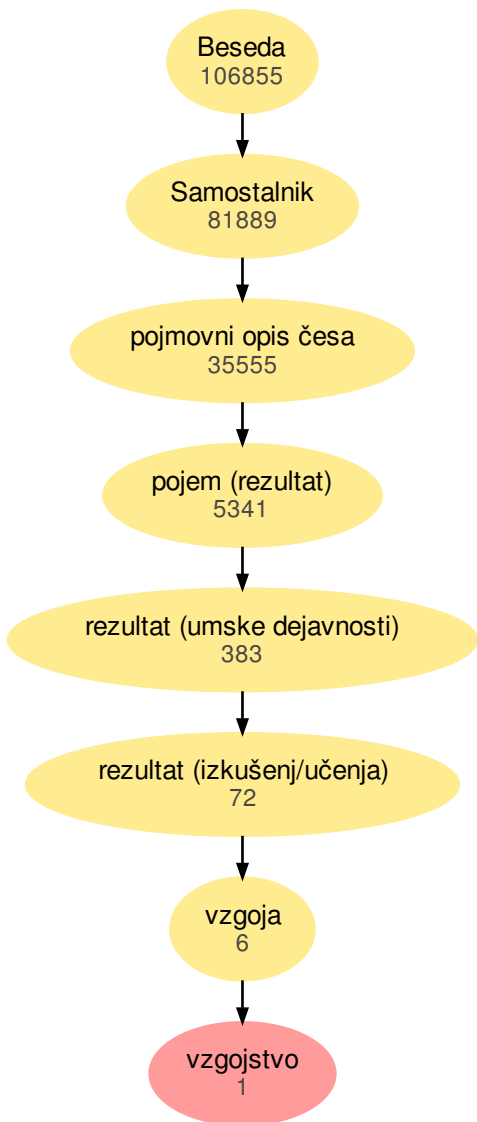 Beseda
106855
Samostalnik
81889
pojmovni opis česa
35555
pojem (rezultat)
5341
rezultat (umske dejavnosti)
383
rezultat (izkušenj/učenja)
72
vzgoja
6
vzgojstvo
1